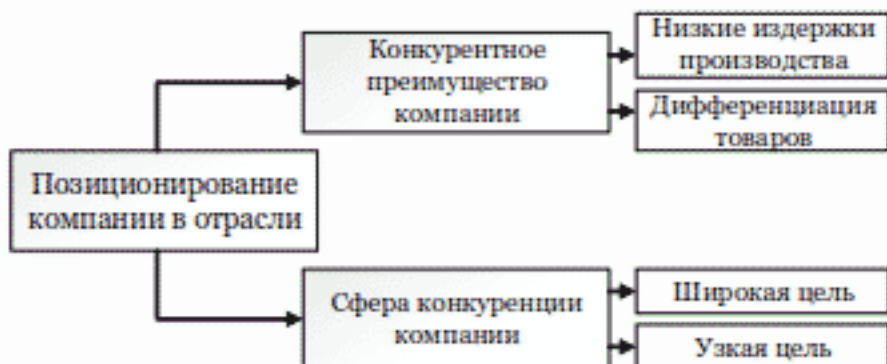 Позиционирование
компании в отрасли
Конкурентное
преимущество
компании
Низкие издержки
производства
Дифференциация
товаров
Сфера конкуренции
компании
Широкая цель
Узкая цель